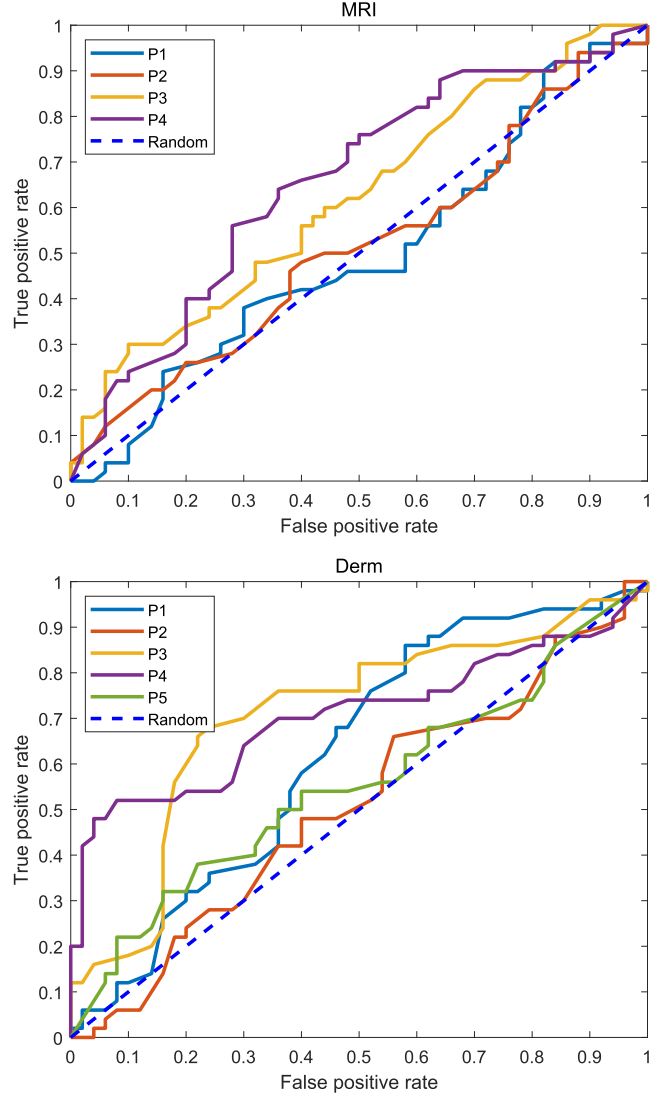 MRI
1
0.9
0.8
0.7
0.6
0.5
0.4
0.3
0.2
0.1
0
True positive rate
P1
P2
P3
P4
Random
0 0.1 0.2 0.3 0.4 0.5 0.6 0.7 0.8 0.9 1
False positive rate
Derm
1
0.9
0.8
0.7
0.6
0.5
0.4
0.3
0.2
0.1
0
True positive rate
P1
P2
P3
P4
P5
Random
0 0.1 0.2 0.3 0.4 0.5 0.6 0.7 0.8 0.9 1
False positive rate